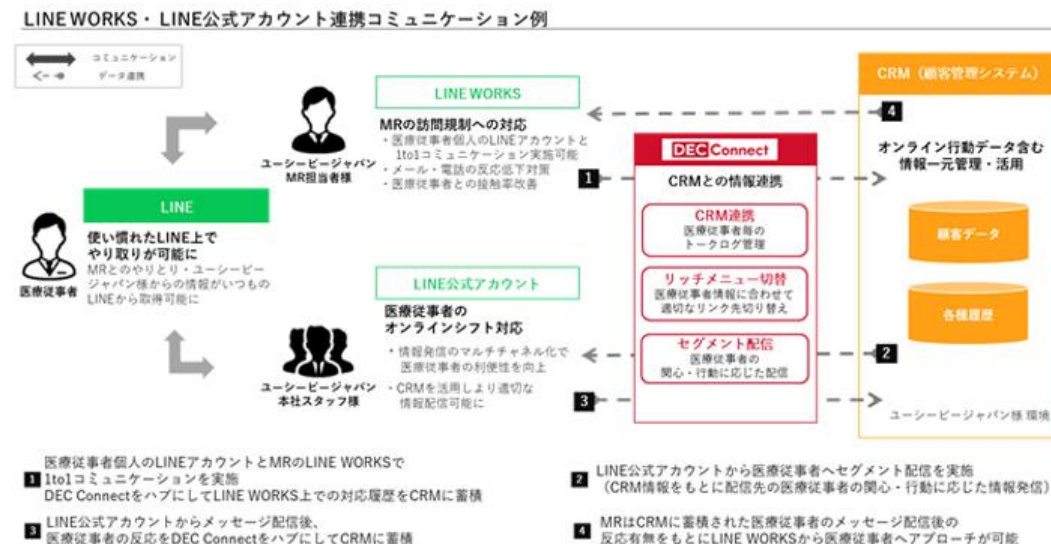 LINE WORKS・LINE公式アカウント連携コミュニケーション例
コミュニケーション
データ連携
医療従事者
LINE
使い慣れたLINE上で
やり取りが可能に
MRとのやりとり・ユーシービー
ジャパン様からの情報がいつもの
LINEから取得可能に
ユーシービージャパン
MR担当者様
LINE WORKS
MRの訪問規制への対応
・医療従事者個人のLINEアカウントと
1to1コミュニケーション実施可能
・メール・電話の反応低下対策
・医療従事者との接触率改善
ユーシービージャパン
本社スタッフ様
LINE公式アカウント
医療従事者の
オンラインシフト対応
・情報発信のマルチチャネル化で
医療従事者の利便性を向上
・CRMを活用しより適切な
情報配信可能に
1
3
DEC Connect
CRMとの情報連携
CRM連携
医療従事者毎の
トークログ管理
リッチメニュー切替
医療従事者情報に合わせて
適切なリンク先切り替え
セグメント配信
医療従事者の
関心・行動に応じた配信
4
2
CRM（顧客管理システム）
オンライン行動データ含む
情報一元管理・活用
顧客データ
各種履歴
ユーシービージャパン様 環境
1 医療従事者個人のLINEアカウントとMRのLINE WORKSで
1to1コミュニケーションを実施
DEC ConnectをハブにしてLINE WORKS上での対応履歴をCRMに蓄積
2 LINE公式アカウントから医療従事者へセグメント配信を実施
（CRM情報をもとに配信先の医療従事者の関心・行動に応じた情報発信）
3 LINE公式アカウントからメッセージ配信後、
医療従事者の反応をDEC ConnectをハブにしてCRMに蓄積
4 MRはCRMに蓄積された医療従事者のメッセージ配信後の
反応有無をもとにLINE WORKSから医療従事者へアプローチが可能